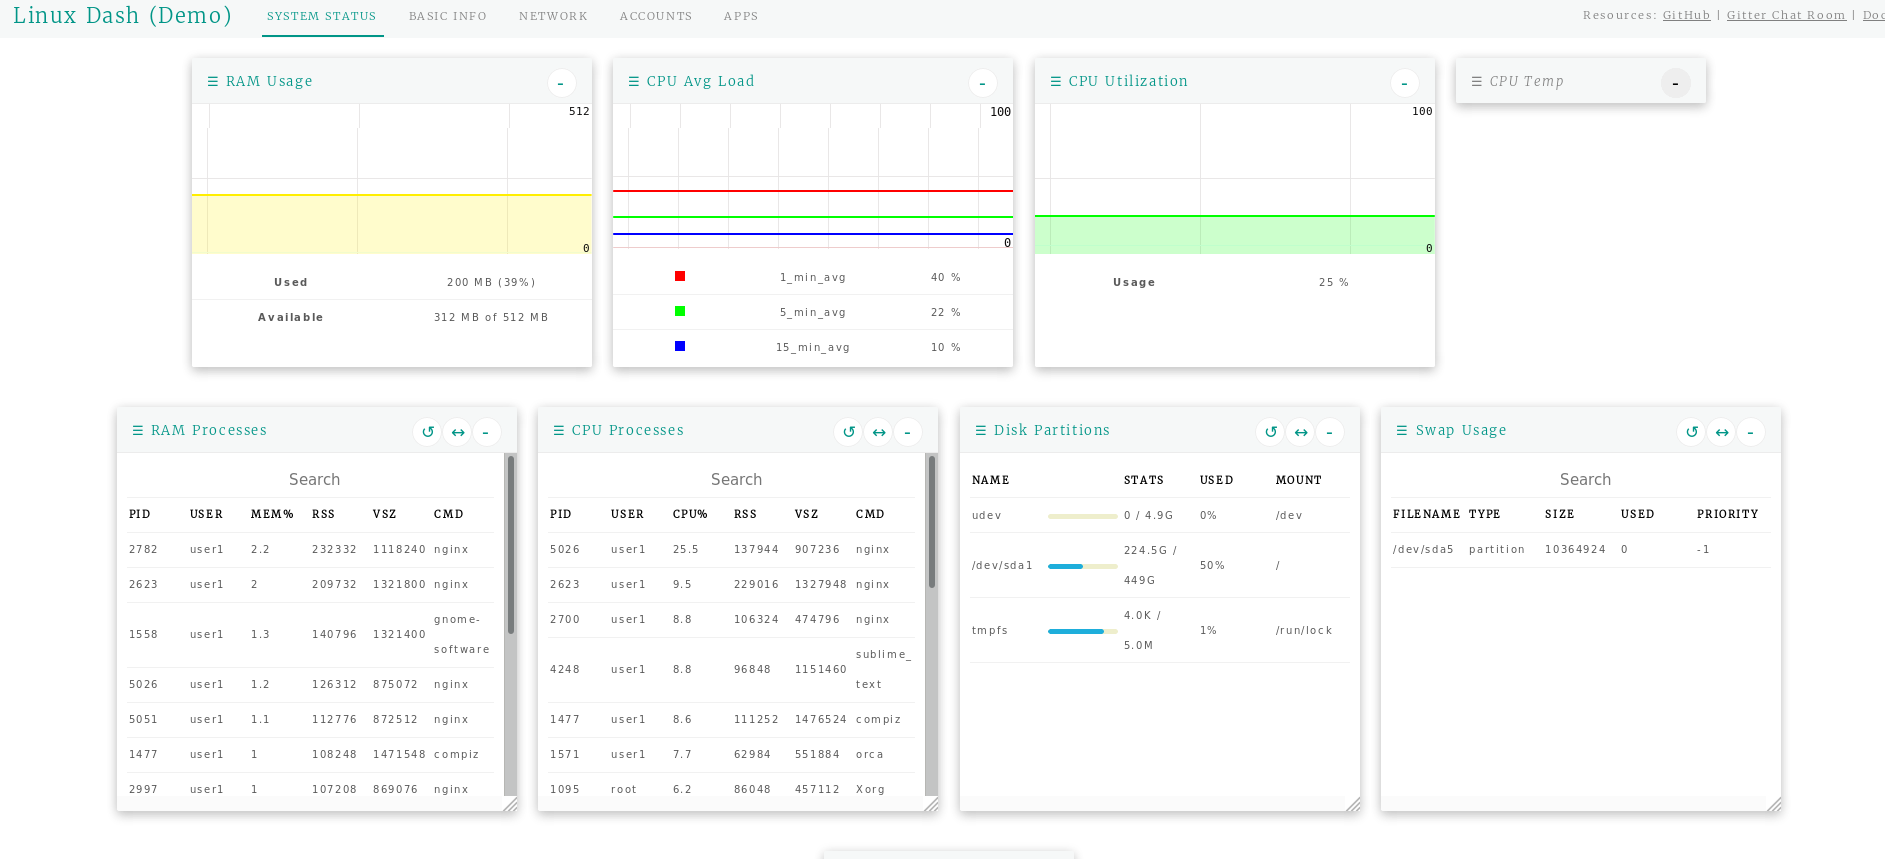 Linux Dash (Demo) SYSTEM STATUS BASIC INFO NETWORK ACCOUNTS APPS Resources: GitHub | Gitter Chat Room | Doc
☰ RAM Usage -
512
0
Used 200 MB (39%)
Available 312 MB of 512 MB
☰ CPU Avg Load -
100
0
1_min_avg 40 %
5_min_avg 22 %
15_min_avg 10 %
☰ CPU Utilization -
100
0
Usage 25 %
☰ CPU Temp -
☰ RAM Processes ↺ ↔ -
Search
PID USER MEM% RSS VSZ CMD
2782 user1 2.2 232332 1118240 nginx
2623 user1 2 209732 1321800 nginx
1558 user1 1.3 140796 1321400 gnome-
software
5026 user1 1.2 126312 875072 nginx
5051 user1 1.1 112776 872512 nginx
1477 user1 1 108248 1471548 compiz
2997 user1 1 107208 869076 nginx
☰ CPU Processes ↺ ↔ -
Search
PID USER CPU% RSS VSZ CMD
5026 user1 25.5 137944 907236 nginx
2623 user1 9.5 229016 1327948 nginx
2700 user1 8.8 106324 474796 nginx
4248 user1 8.8 96848 1151460 sublime_
text
1477 user1 8.6 111252 1476524 compiz
1571 user1 7.7 62984 551884 orca
1095 root 6.2 86048 457112 Xorg
☰ Disk Partitions ↺ ↔ -
NAME STATS USED MOUNT
udev 0 / 4.9G 0% /dev
/dev/sda1 224.5G / 50% /
449G
tmpfs 4.0K / 1% /run/lock
5.0M
☰ Swap Usage ↺ ↔ -
Search
FILENAME TYPE SIZE USED PRIORITY
/dev/sda5 partition 10364924 0 -1